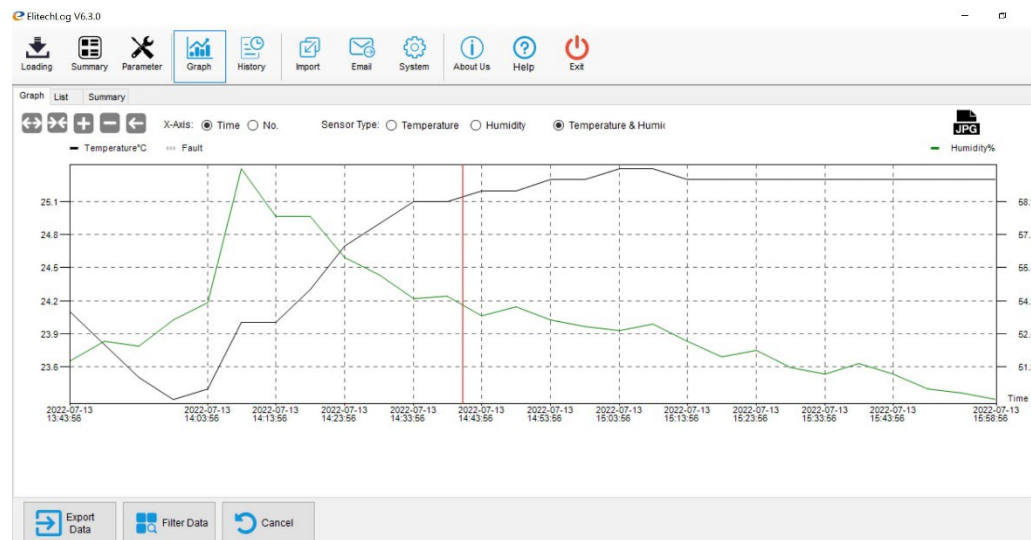 ElitechLog V6.3.0
Loading Summary Parameter Graph History Import Email System About Us Help Exit
Graph List Summary
X-Axis: Time No. Sensor Type: Temperature Humidity Temperature & Humic
JPG
Temperature°C Fault Humidity%
25.1 58.
24.8 57.
24.5
24.2 54.
23.9 52.
23.6 51.
Time
2022-07-13 2022-07-13 2022-07-13 2022-07-13 2022-07-13 2022-07-13 2022-07-13 2022-07-13 2022-07-13 2022-07-13 2022-07-13 2022-07-13 2022-07-13
13:43:56 14:03:56 14:13:56 14:23:56 14:33:56 14:43:56 14:53:56 15:03:56 15:13:56 15:23:56 15:33:56 15:43:56 15:58:56
Export
Data
Filter Data
Cancel